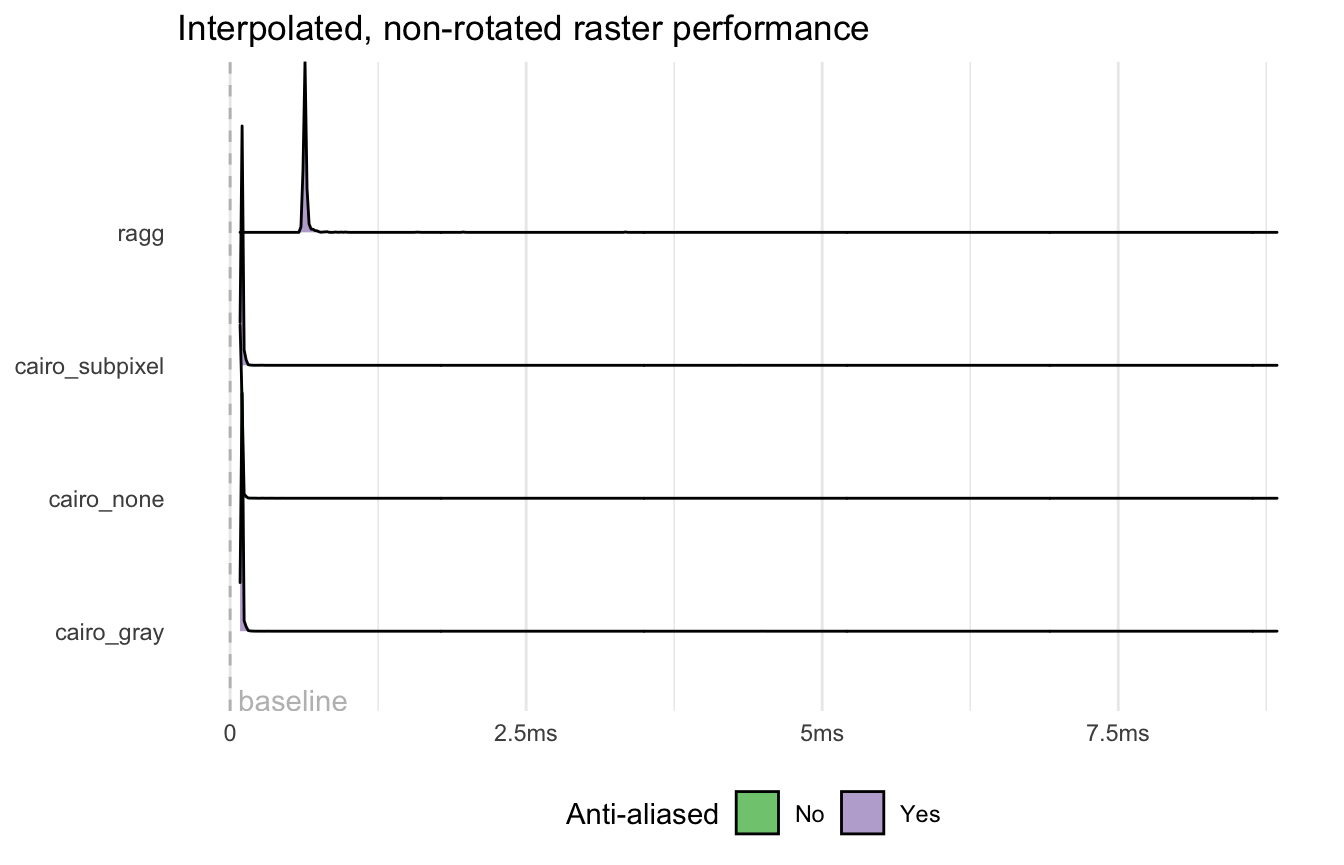 Interpolated, non-rotated raster performance
ragg
cairo_subpixel
cairo_none
cairo_gray
baseline
0 2.5ms 5ms 7.5ms
Anti-aliased No Yes